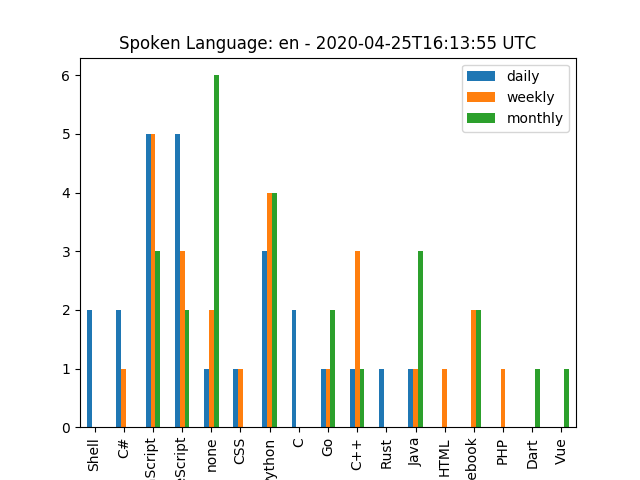 Spoken Language: en - 2020-04-25T16:13:55 UTC
daily
weekly
monthly
6
5
4
3
2
1
0
Shell
C#
Script
Script
none
CSS
ython
C
Go
C++
Rust
Java
HTML
ebook
PHP
Dart
Vue